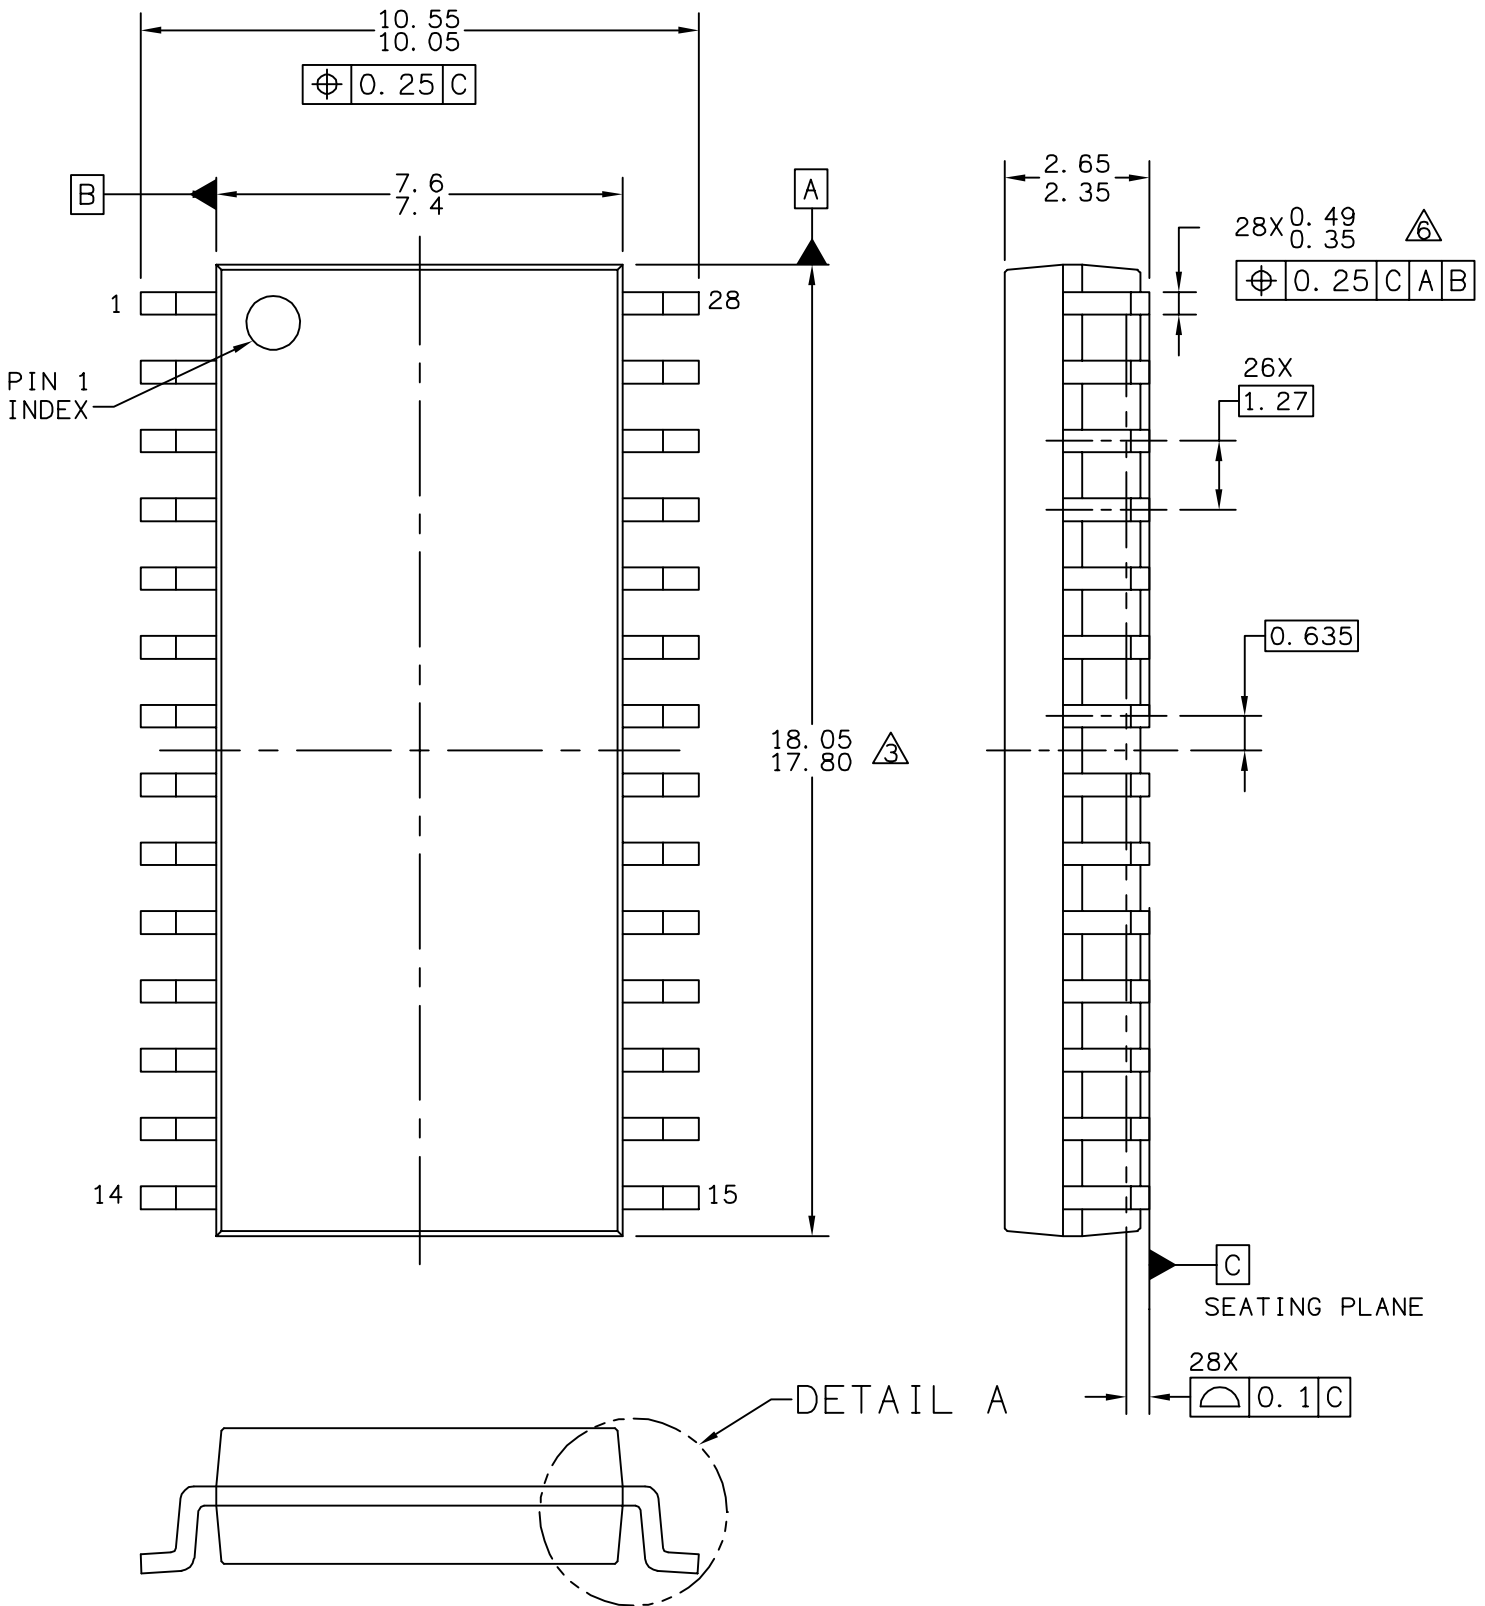 10.55
10.05
0.25 C
B
7.6
7.4
A
2.65
2.35
28X 0.49
0.35
6
0.25 C A B
1
28
PIN 1
INDEX
26X
1.27
0.635
18.05
17.80
3
14
15
C
SEATING PLANE
28X
0.1 C
DETAIL A